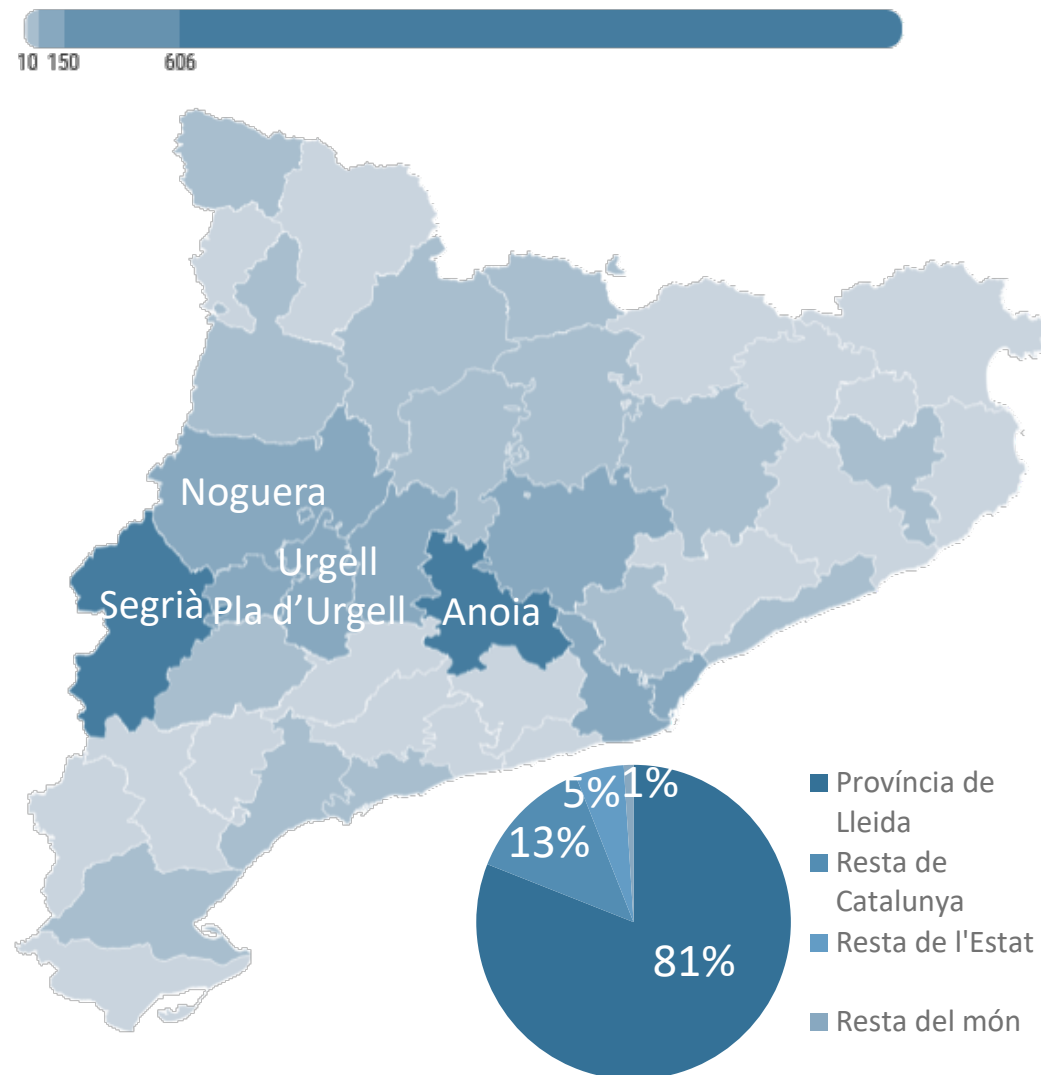 10 150 606
Noguera
Urgell
Segrià Pla d’Urgell Anoia
5% 1%
13%
81%
Província de
Lleida
Resta de
Catalunya
Resta de l'Estat
Resta del món